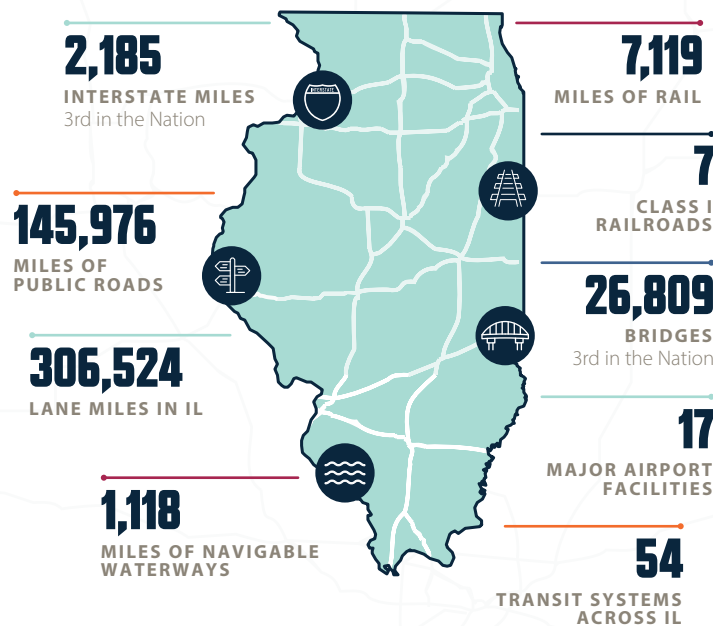 2,185
INTERSTATE MILES
3rd in the Nation
145,976
MILES OF
PUBLIC ROADS
306,524
LANE MILES IN IL
1,118
MILES OF NAVIGABLE
WATERWAYS
INTERSTATE
7,119
MILES OF RAIL
7
CLASS I
RAILROADS
26,809
BRIDGES
3rd in the Nation
17
MAJOR AIRPORT
FACILITIES
54
TRANSIT SYSTEMS
ACROSS IL